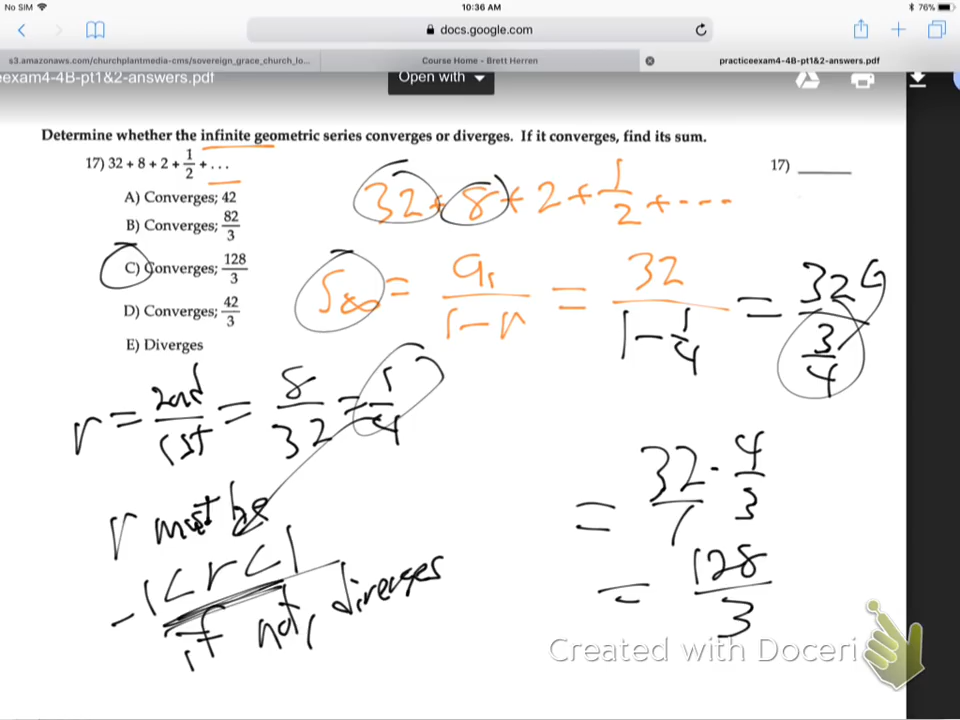 No SIM 10:36 AM 76%
docs.google.com
s3.amazonaws.com/churchplantmedia-cms/sovereign_grace_church_lo... Course Home - Brett Herren practiceexam4-4B-pt1&2-answers.pdf
eexam4-4B-pt1&2-answers.pdf Open with
Determine whether the infinite geometric series converges or diverges. If it converges, find its sum.
17) 32 + 8 + 2 + 1/2 + . . . 17) ______
A) Converges; 42
B) Converges; 82/3
C) Converges; 128/3
D) Converges; 42/3
E) Diverges
32 + 8 + 2 + 1/2 + ...
S∞ = a₁/(1-r) = 32/(1 - 1/4) = 32/(3/4)
r = 2nd/1st = 8/32 = 1/4
= 32/1 · 4/3
= 128/3
r must be
-1 < r < 1
if not, diverges
Created with Doceri